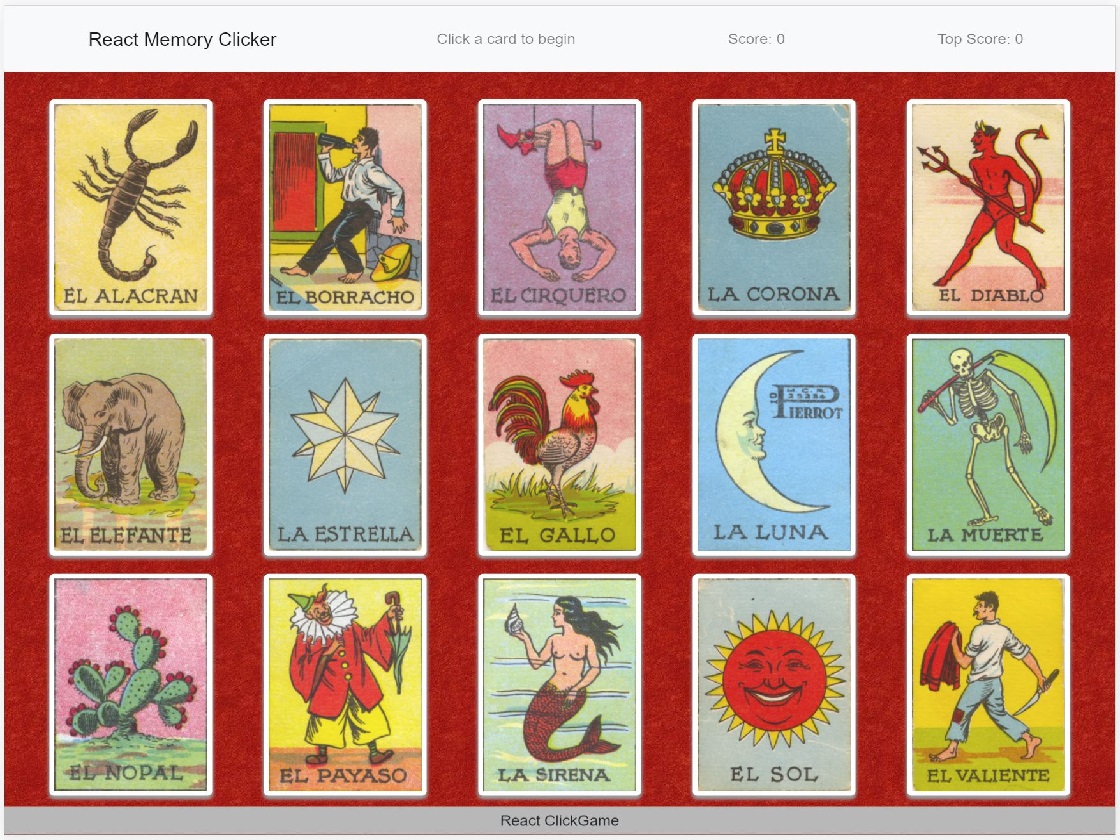 React Memory Clicker
Click a card to begin
Score: 0
Top Score: 0
EL ALACRAN
EL BORRACHO
EL CIRQUERO
LA CORONA
EL DIABLO
EL ELEFANTE
LA ESTRELLA
EL GALLO
PIERROT
LA LUNA
LA MUERTE
EL NOPAL
EL PAYASO
LA SIRENA
EL SOL
EL VALIENTE
React ClickGame